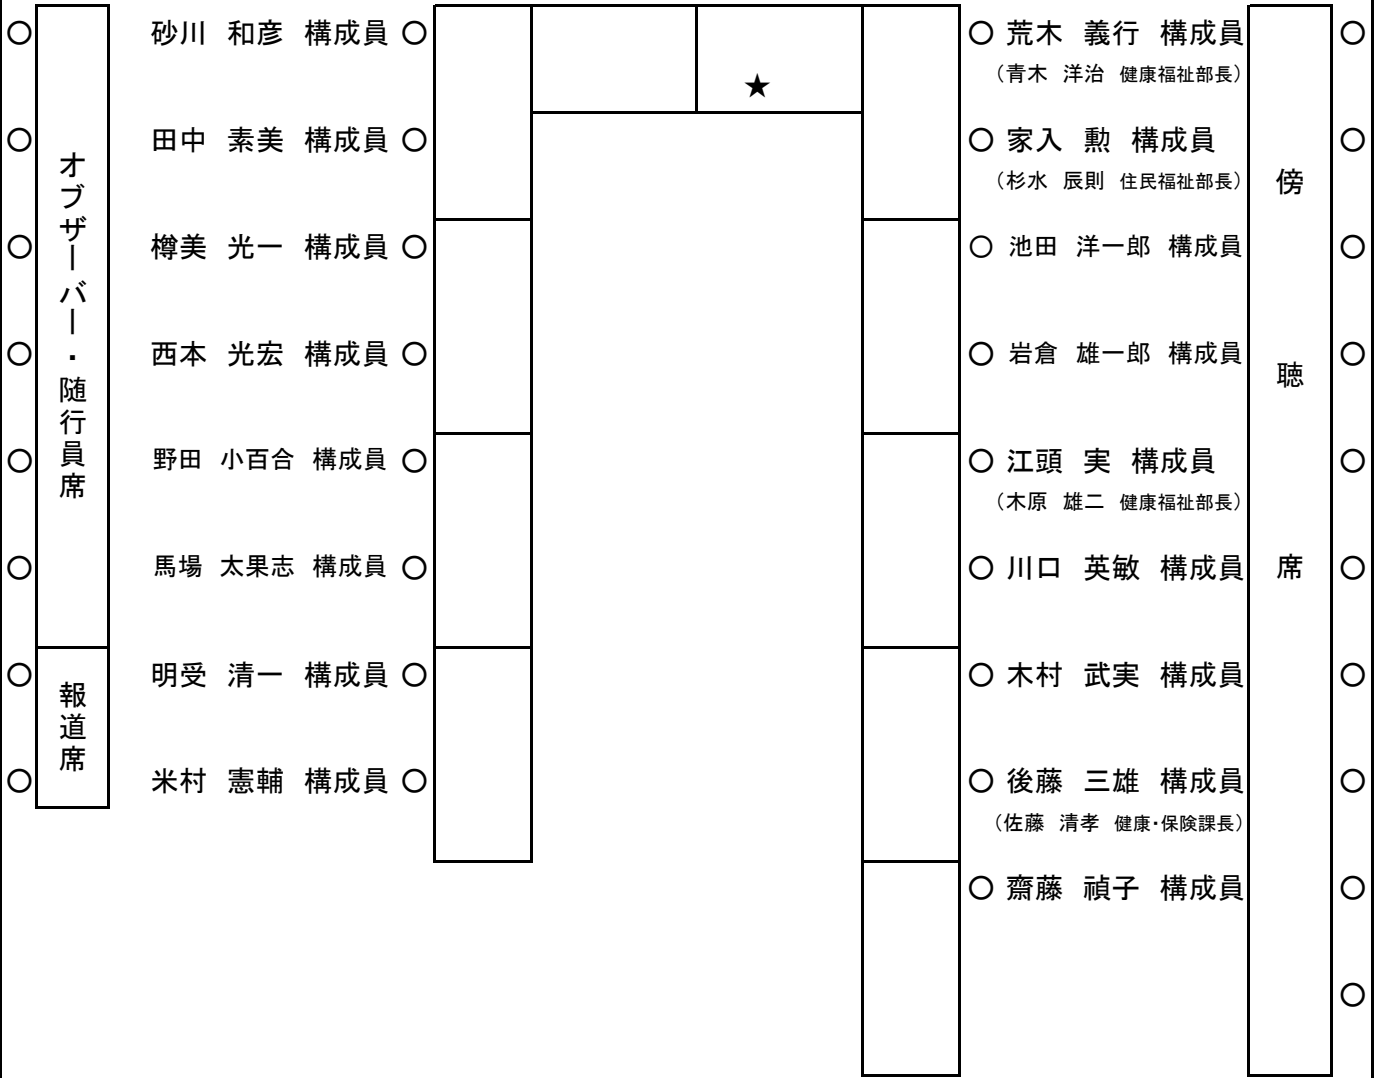 オブザーバー・随行員席
報道席
砂川 和彦 構成員 〇
田中 素美 構成員 〇
樽美 光一 構成員 〇
西本 光宏 構成員 〇
野田 小百合 構成員 〇
馬場 太果志 構成員 〇
明受 清一 構成員 〇
米村 憲輔 構成員 〇
★
〇 荒木 義行 構成員
（青木 洋治 健康福祉部長）
〇 家入 勲 構成員
（杉水 辰則 住民福祉部長）
〇 池田 洋一郎 構成員
〇 岩倉 雄一郎 構成員
〇 江頭 実 構成員
（木原 雄二 健康福祉部長）
〇 川口 英敏 構成員
〇 木村 武実 構成員
〇 後藤 三雄 構成員
（佐藤 清孝 健康・保険課長）
〇 齋藤 禎子 構成員
傍聴席